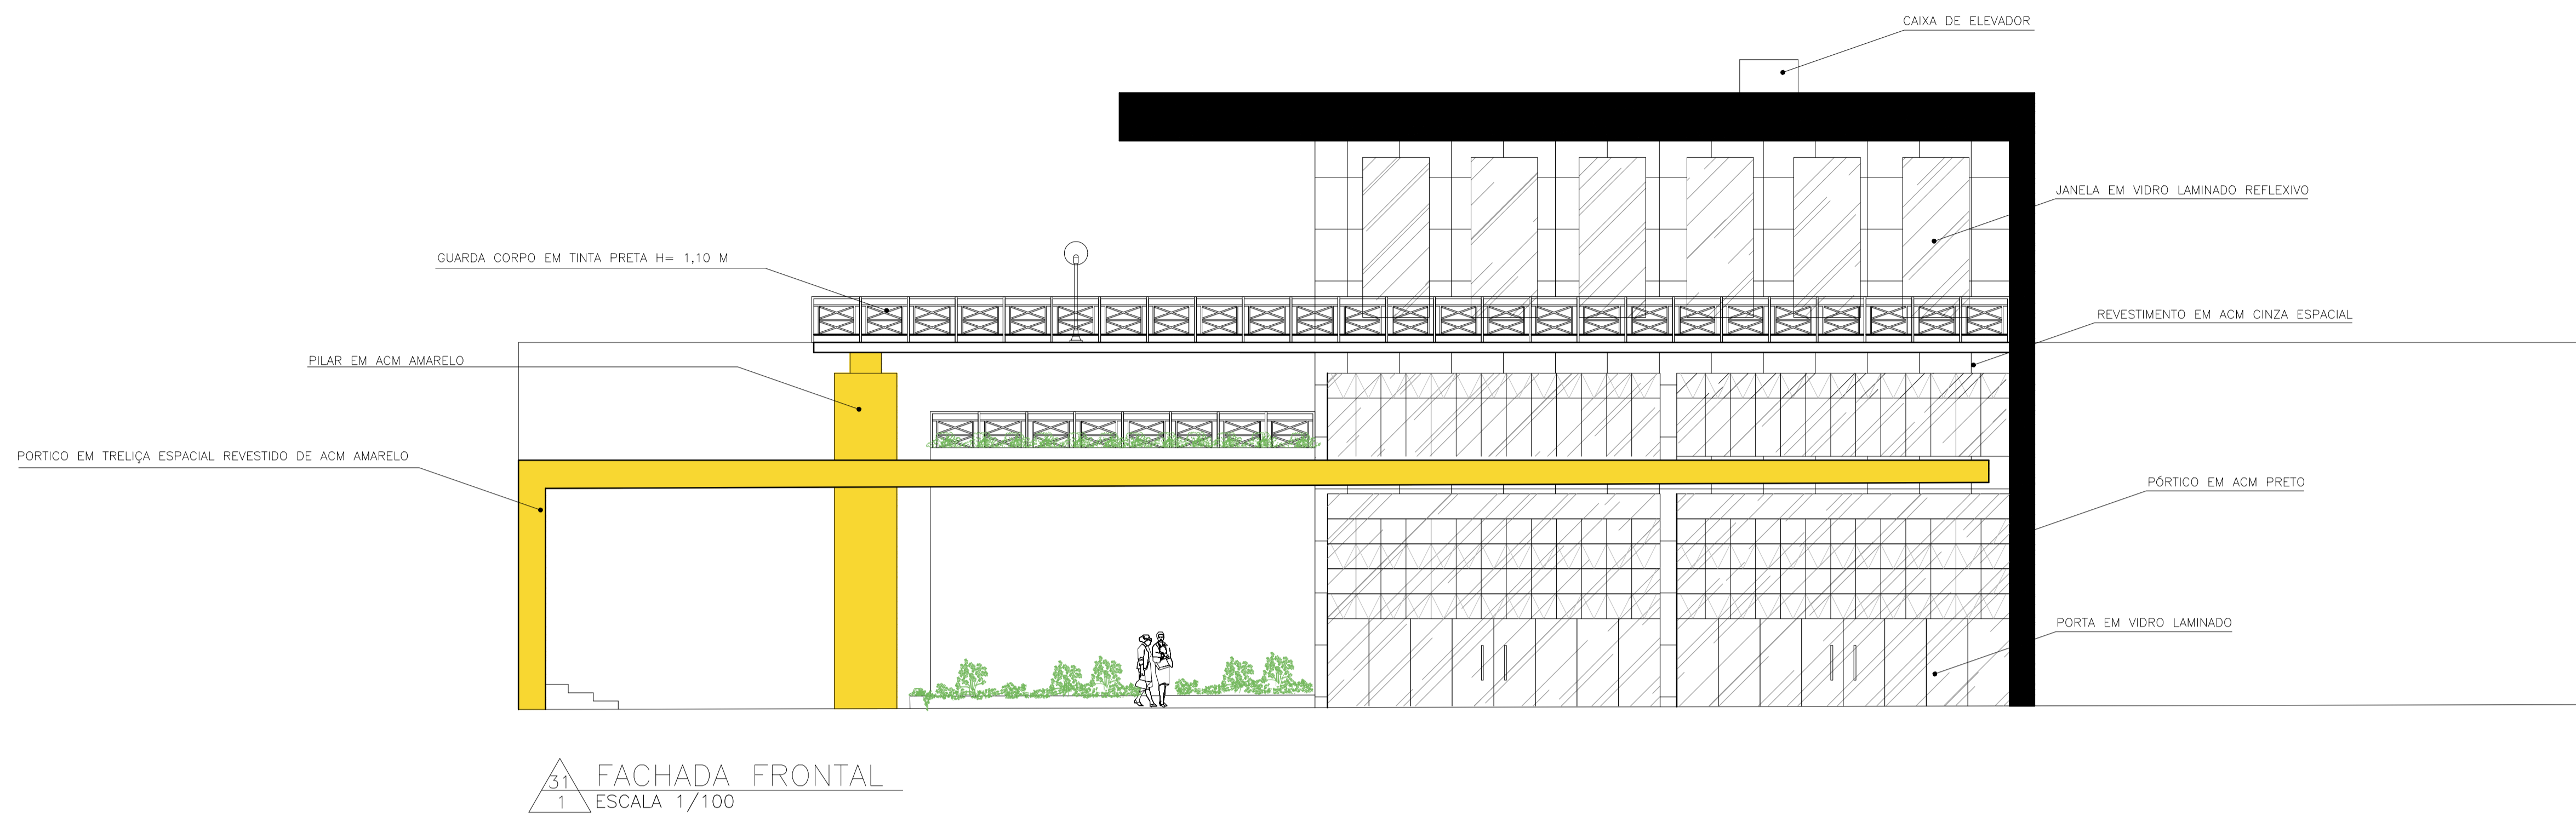 CAIXA DE ELEVADOR
JANELA EM VIDRO LAMINADO REFLEXIVO
GUARDA CORPO EM TINTA PRETA H= 1,10 M
REVESTIMENTO EM ACM CINZA ESPACIAL
PILAR EM ACM AMARELO
PORTICO EM TRELIÇA ESPACIAL REVESTIDO DE ACM AMARELO
PÓRTICO EM ACM PRETO
PORTA EM VIDRO LAMINADO
31 FACHADA FRONTAL
1 ESCALA 1/100